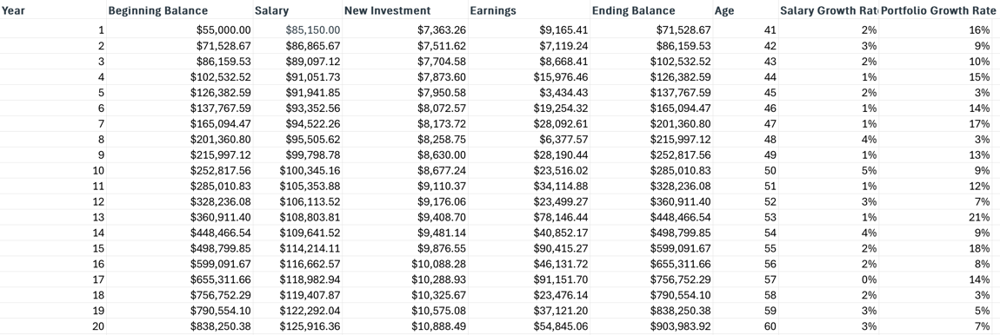 Year Beginning Balance Salary New Investment Earnings Ending Balance Age Salary Growth Rat Portfolio Growth Rate
1 $55,000.00 $85,150.00 $7,363.26 $9,165.41 $71,528.67 41 2% 16%
2 $71,528.67 $86,865.67 $7,511.62 $7,119.24 $86,159.53 42 3% 9%
3 $86,159.53 $89,097.12 $7,704.58 $8,668.41 $102,532.52 43 2% 10%
4 $102,532.52 $91,051.73 $7,873.60 $15,976.46 $126,382.59 44 1% 15%
5 $126,382.59 $91,941.85 $7,950.58 $3,434.43 $137,767.59 45 2% 3%
6 $137,767.59 $93,352.56 $8,072.57 $19,254.32 $165,094.47 46 1% 14%
7 $165,094.47 $94,522.26 $8,173.72 $28,092.61 $201,360.80 47 1% 17%
8 $201,360.80 $95,505.62 $8,258.75 $6,377.57 $215,997.12 48 4% 3%
9 $215,997.12 $99,798.78 $8,630.00 $28,190.44 $252,817.56 49 1% 13%
10 $252,817.56 $100,345.16 $8,677.24 $23,516.02 $285,010.83 50 5% 9%
11 $285,010.83 $105,353.88 $9,110.37 $34,114.88 $328,236.08 51 1% 12%
12 $328,236.08 $106,113.52 $9,176.06 $23,499.27 $360,911.40 52 3% 7%
13 $360,911.40 $108,803.81 $9,408.70 $78,146.44 $448,466.54 53 1% 21%
14 $448,466.54 $109,641.52 $9,481.14 $40,852.17 $498,799.85 54 4% 9%
15 $498,799.85 $114,214.11 $9,876.55 $90,415.27 $599,091.67 55 2% 18%
16 $599,091.67 $116,662.57 $10,088.28 $46,131.72 $655,311.66 56 2% 8%
17 $655,311.66 $118,982.94 $10,288.93 $91,151.70 $756,752.29 57 0% 14%
18 $756,752.29 $119,407.87 $10,325.67 $23,476.14 $790,554.10 58 2% 3%
19 $790,554.10 $122,292.04 $10,575.08 $37,121.20 $838,250.38 59 3% 5%
20 $838,250.38 $125,916.36 $10,888.49 $54,845.06 $903,983.92 60 3% 7%